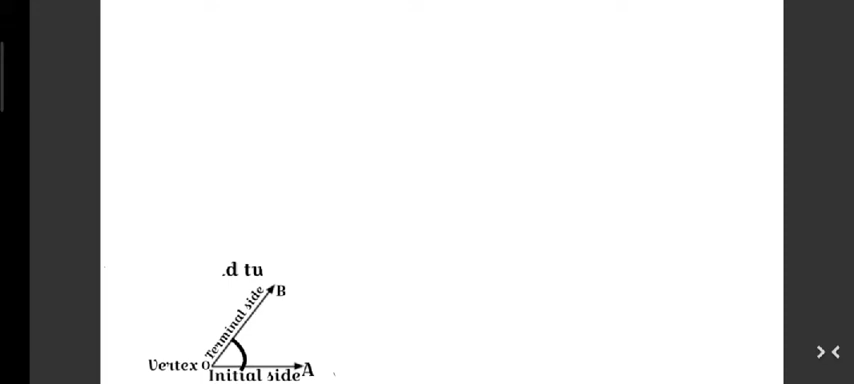 .d tu
B
Terminal side
Vertex O
A
Initial side